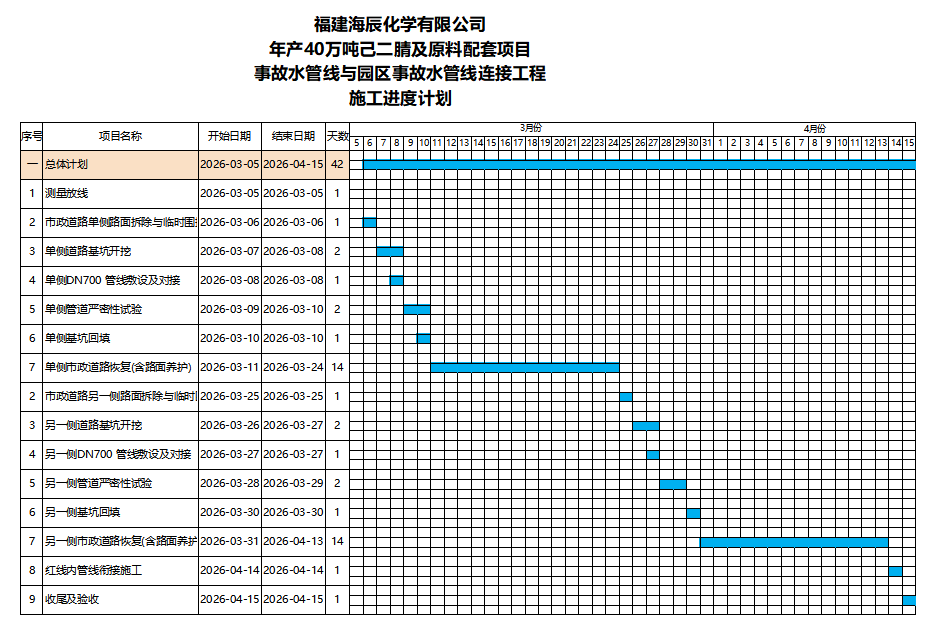 福建海辰化学有限公司
年产40万吨己二腈及原料配套项目
事故水管线与园区事故水管线连接工程
施工进度计划
序号 项目名称 开始日期 结束日期 天数 3月份 4月份
5 6 7 8 9 10 11 12 13 14 15 16 17 18 19 20 21 22 23 24 25 26 27 28 29 30 31 1 2 3 4 5 6 7 8 9 10 11 12 13 14 15
一 总体计划 2026-03-05 2026-04-15 42
1 测量放线 2026-03-05 2026-03-05 1
2 市政道路单侧路面拆除与临时围 2026-03-06 2026-03-06 1
3 单侧道路基坑开挖 2026-03-07 2026-03-08 2
4 单侧DN700 管线敷设及对接 2026-03-08 2026-03-08 1
5 单侧管道严密性试验 2026-03-09 2026-03-10 2
6 单侧基坑回填 2026-03-10 2026-03-10 1
7 单侧市政道路恢复(含路面养护) 2026-03-11 2026-03-24 14
2 市政道路另一侧路面拆除与临时 2026-03-25 2026-03-25 1
3 另一侧道路基坑开挖 2026-03-26 2026-03-27 2
4 另一侧DN700 管线敷设及对接 2026-03-27 2026-03-27 1
5 另一侧管道严密性试验 2026-03-28 2026-03-29 2
6 另一侧基坑回填 2026-03-30 2026-03-30 1
7 另一侧市政道路恢复(含路面养护 2026-03-31 2026-04-13 14
8 红线内管线衔接施工 2026-04-14 2026-04-14 1
9 收尾及验收 2026-04-15 2026-04-15 1